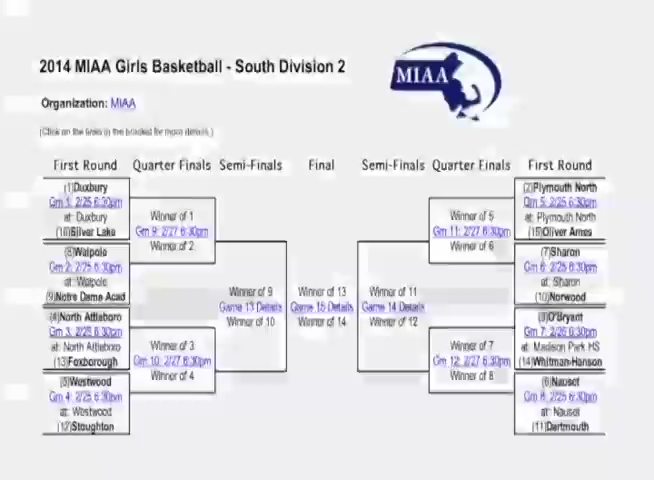 2014 MIAA Girls Basketball - South Division 2
MIAA
Organization: MIAA
(Click on the links in the bracket for more details.)
First Round Quarter Finals Semi-Finals Final Semi-Finals Quarter Finals First Round
(1)Duxbury
Gm 1: 2/25 6:30pm
at: Duxbury
(16)Silver Lake
(8)Walpole
Gm 2: 2/25 6:30pm
at: Walpole
(9)Notre Dame Acad
(4)North Attleboro
Gm 3: 2/25 6:30pm
at: North Attleboro
(13)Foxborough
(5)Westwood
Gm 4: 2/25 6:30pm
at: Westwood
(12)Stoughton
Winner of 1
Gm 9: 2/27 6:30pm
Winner of 2
Winner of 3
Gm 10: 2/27 6:30pm
Winner of 4
Winner of 9
Game 13 Details
Winner of 10
Winner of 13
Game 15 Details
Winner of 14
Winner of 11
Game 14 Details
Winner of 12
Winner of 5
Gm 11: 2/27 6:30pm
Winner of 6
Winner of 7
Gm 12: 2/27 6:30pm
Winner of 8
(2)Plymouth North
Gm 5: 2/25 6:30pm
at: Plymouth North
(15)Oliver Ames
(7)Sharon
Gm 6: 2/25 6:30pm
at: Sharon
(10)Norwood
(3)O'Bryant
Gm 7: 2/26 6:30pm
at: Madison Park HS
(14)Whitman-Hanson
(6)Nauset
Gm 8: 2/25 6:30pm
at: Nauset
(11)Dartmouth